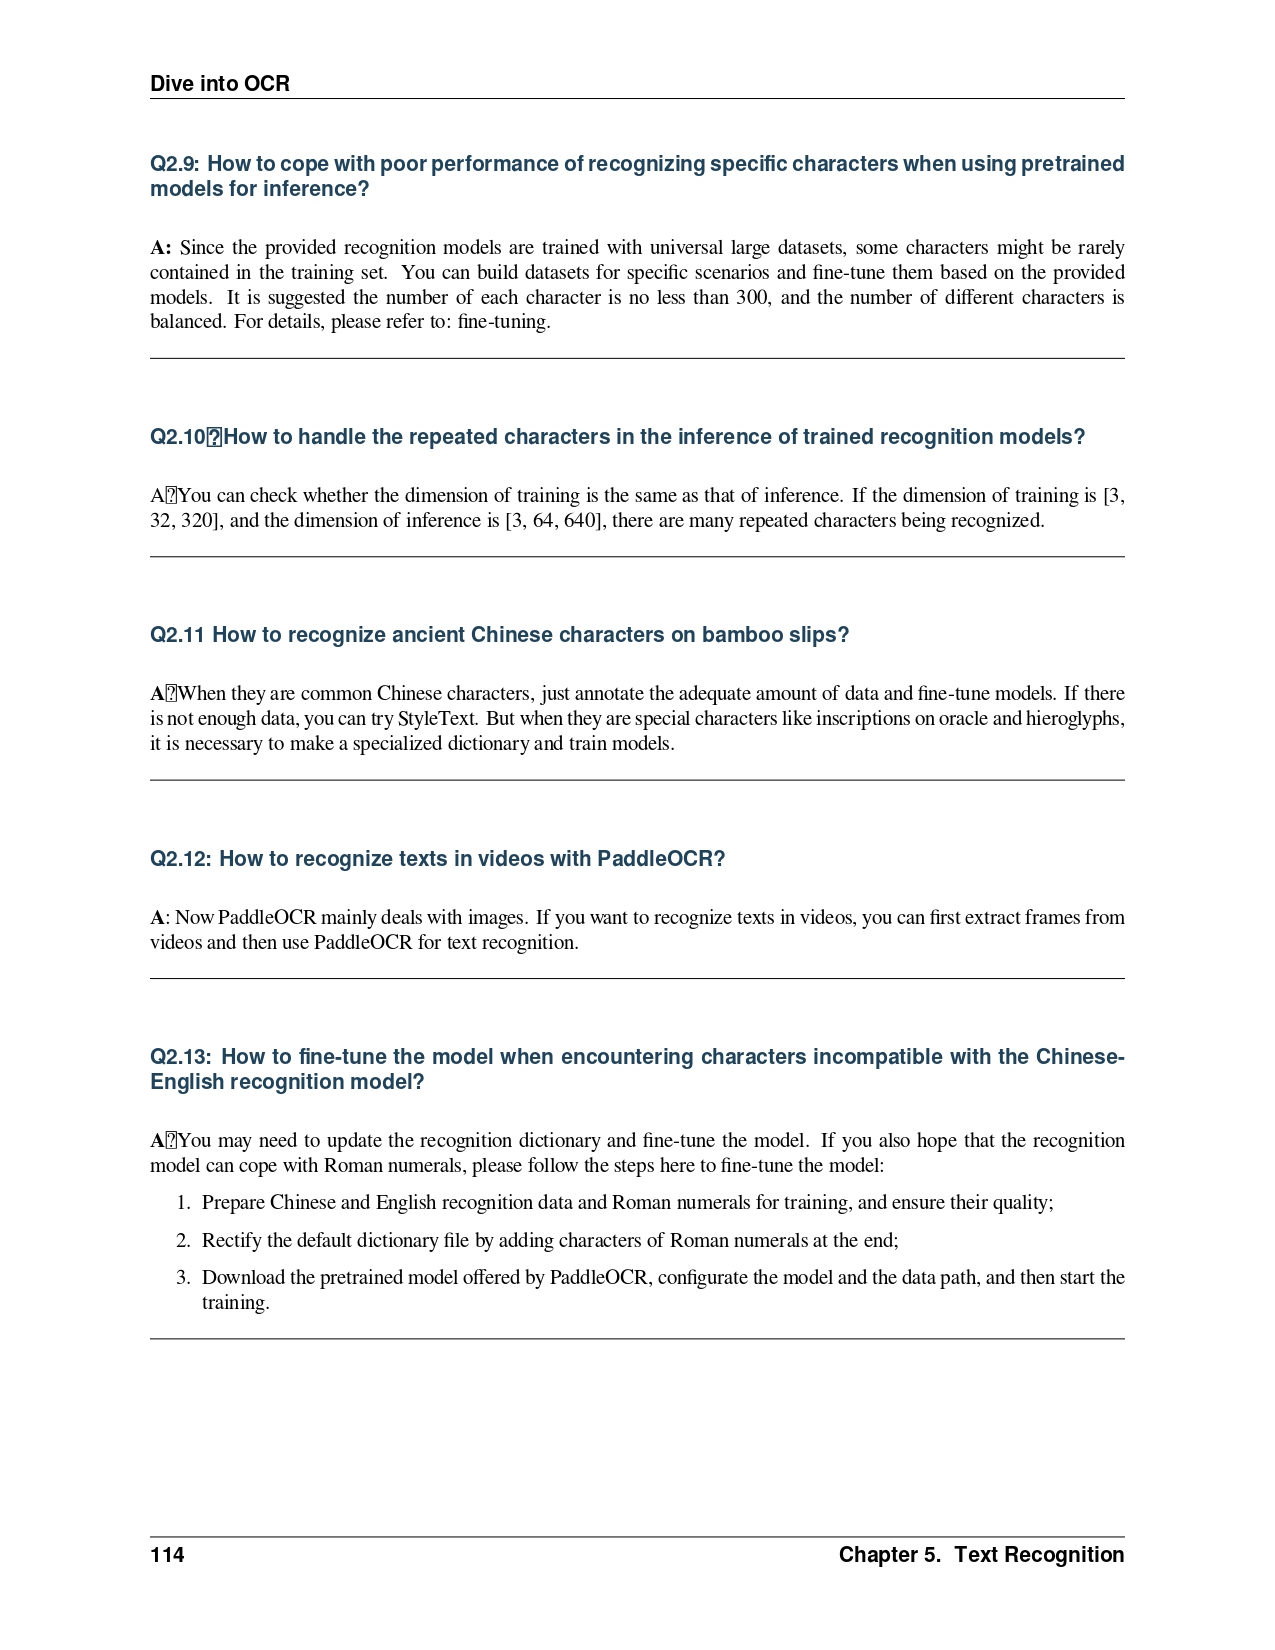 Dive into OCR
Q2.9: How to cope with poor performance of recognizing specific characters when using pretrained
models for inference?
A: Since the provided recognition models are trained with universal large datasets, some characters might be rarely
contained in the training set. You can build datasets for specific scenarios and fine-tune them based on the provided
models. It is suggested the number of each character is no less than 300, and the number of different characters is
balanced. For details, please refer to: fine-tuning.
Q2.10⍰How to handle the repeated characters in the inference of trained recognition models?
A⍰You can check whether the dimension of training is the same as that of inference. If the dimension of training is [3,
32, 320], and the dimension of inference is [3, 64, 640], there are many repeated characters being recognized.
Q2.11 How to recognize ancient Chinese characters on bamboo slips?
A⍰When they are common Chinese characters, just annotate the adequate amount of data and fine-tune models. If there
is not enough data, you can try StyleText. But when they are special characters like inscriptions on oracle and hieroglyphs,
it is necessary to make a specialized dictionary and train models.
Q2.12: How to recognize texts in videos with PaddleOCR?
A: Now PaddleOCR mainly deals with images. If you want to recognize texts in videos, you can first extract frames from
videos and then use PaddleOCR for text recognition.
Q2.13: How to fine-tune the model when encountering characters incompatible with the Chinese-
English recognition model?
A⍰You may need to update the recognition dictionary and fine-tune the model. If you also hope that the recognition
model can cope with Roman numerals, please follow the steps here to fine-tune the model:
1. Prepare Chinese and English recognition data and Roman numerals for training, and ensure their quality;
2. Rectify the default dictionary file by adding characters of Roman numerals at the end;
3. Download the pretrained model offered by PaddleOCR, configurate the model and the data path, and then start the
training.
114 Chapter 5. Text Recognition